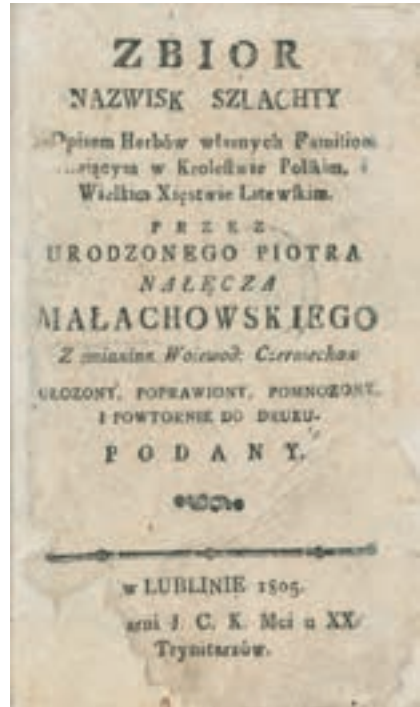 ZBIOR
NAZWISK SZLACHTY
Opisem Herbów własnych Familiom
w Krolestwie Polskim, i
Wielkim Xięstwie Litewskim.
PRZEZ
URODZONEGO PIOTRA
NAŁĘCZA
MAŁACHOWSKIEGO
Z Woiewod: Czerniechow
UŁOZONY, POPRAWIONY, POMNOZONY,
I POWTORNIE DO DRUKU.
PODANY.
w LUBLINIE 1805.
arni J. C. K. Mci u XX.
Trynitarzów.